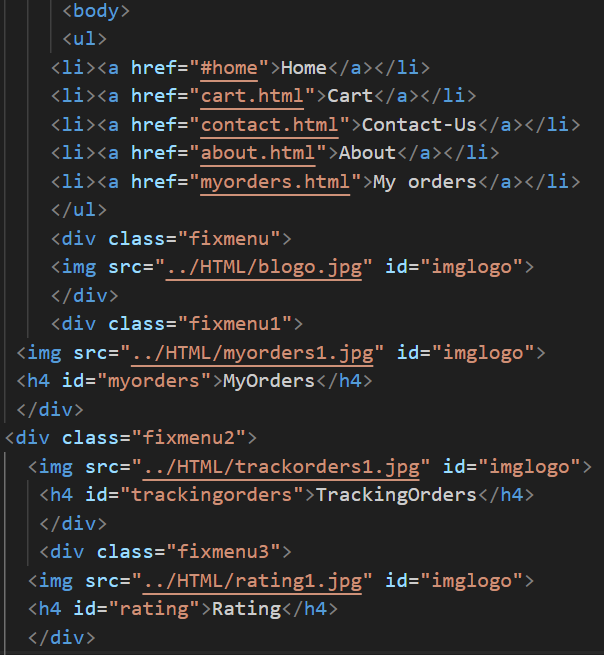 <body>
<ul>
<li><a href="#home">Home</a></li>
<li><a href="cart.html">Cart</a></li>
<li><a href="contact.html">Contact-Us</a></li>
<li><a href="about.html">About</a></li>
<li><a href="myorders.html">My orders</a></li>
</ul>
<div class="fixmenu">
<img src="../HTML/blogo.jpg" id="imglogo">
</div>
<div class="fixmenu1">
<img src="../HTML/myorders1.jpg" id="imglogo">
<h4 id="myorders">MyOrders</h4>
</div>
<div class="fixmenu2">
<img src="../HTML/trackorders1.jpg" id="imglogo">
<h4 id="trackingorders">TrackingOrders</h4>
</div>
<div class="fixmenu3">
<img src="../HTML/rating1.jpg" id="imglogo">
<h4 id="rating">Rating</h4>
</div>